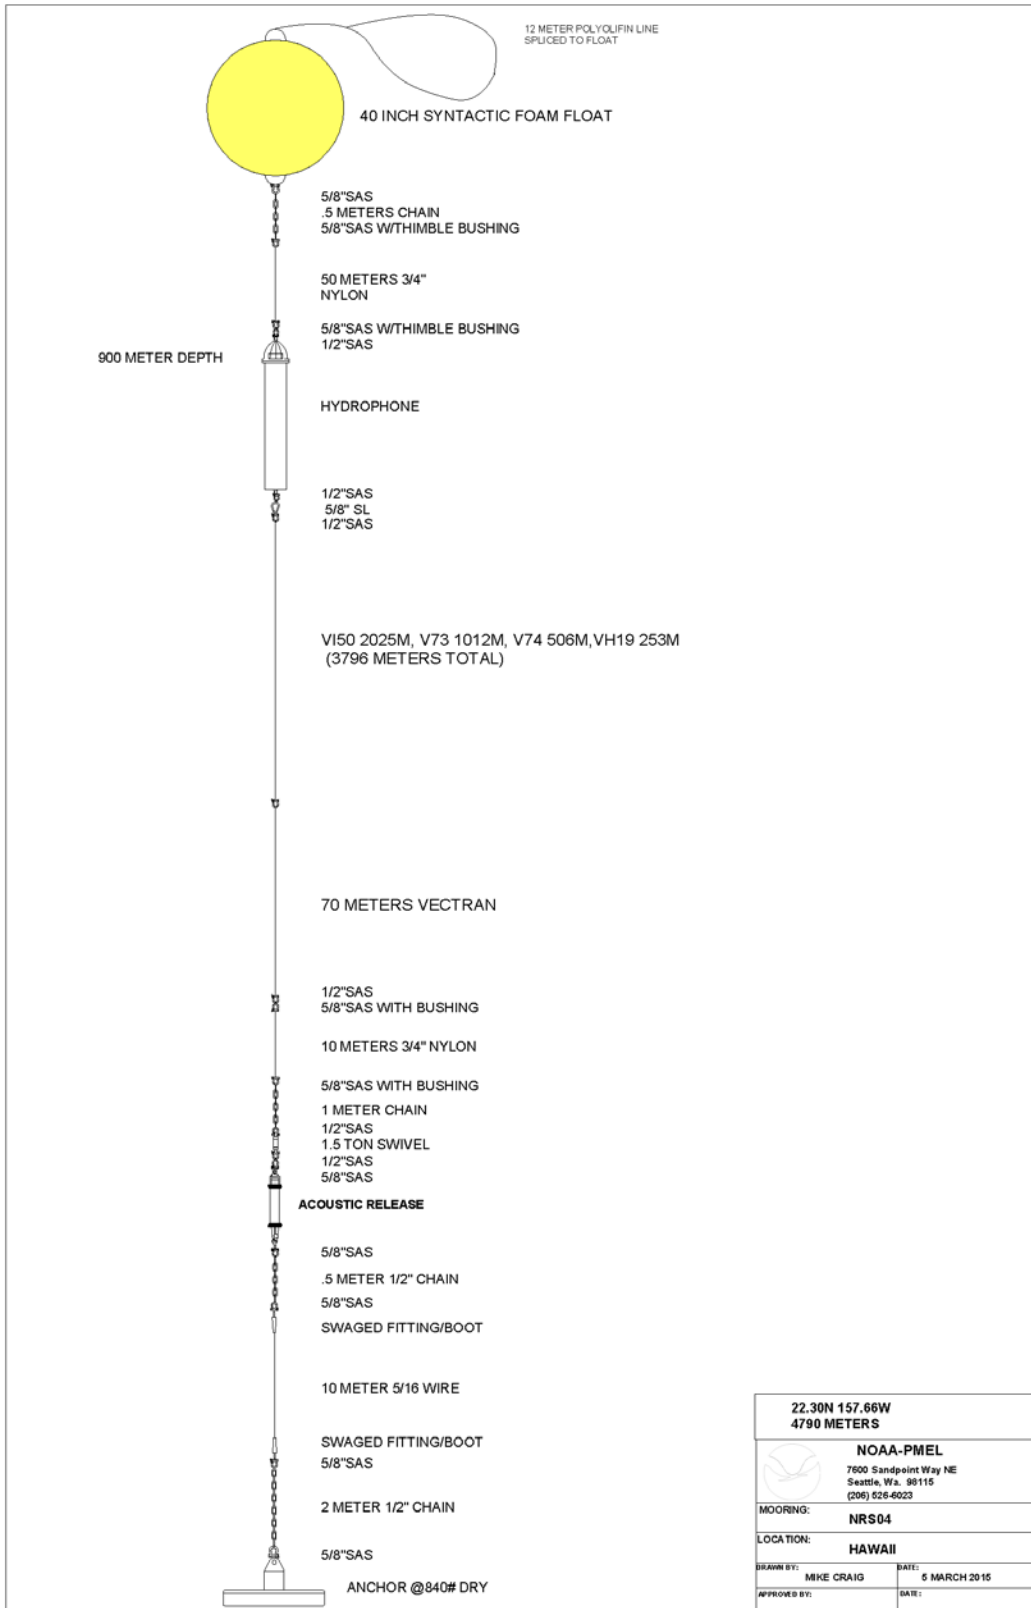 12 METER POLYOLIFIN LINE
SPLICED TO FLOAT
40 INCH SYNTACTIC FOAM FLOAT
5/8"SAS
.5 METERS CHAIN
5/8"SAS W/THIMBLE BUSHING
50 METERS 3/4"
NYLON
5/8"SAS W/THIMBLE BUSHING
1/2"SAS
900 METER DEPTH
HYDROPHONE
1/2"SAS
5/8" SL
1/2"SAS
VI50 2025M, V73 1012M, V74 506M,VH19 253M
(3796 METERS TOTAL)
70 METERS VECTRAN
1/2"SAS
5/8"SAS WITH BUSHING
10 METERS 3/4" NYLON
5/8"SAS WITH BUSHING
1 METER CHAIN
1/2"SAS
1.5 TON SWIVEL
1/2"SAS
5/8"SAS
ACOUSTIC RELEASE
5/8"SAS
.5 METER 1/2" CHAIN
5/8"SAS
SWAGED FITTING/BOOT
10 METER 5/16 WIRE
SWAGED FITTING/BOOT
5/8"SAS
2 METER 1/2" CHAIN
5/8"SAS
ANCHOR @840# DRY
22.30N 157.66W
4790 METERS
NOAA-PMEL
7600 Sandpoint Way NE
Seattle, Wa. 98115
(206) 526-6023
MOORING: NRS04
LOCATION: HAWAII
DRAWN BY: MIKE CRAIG DATE: 5 MARCH 2015
APPROVED BY: DATE: